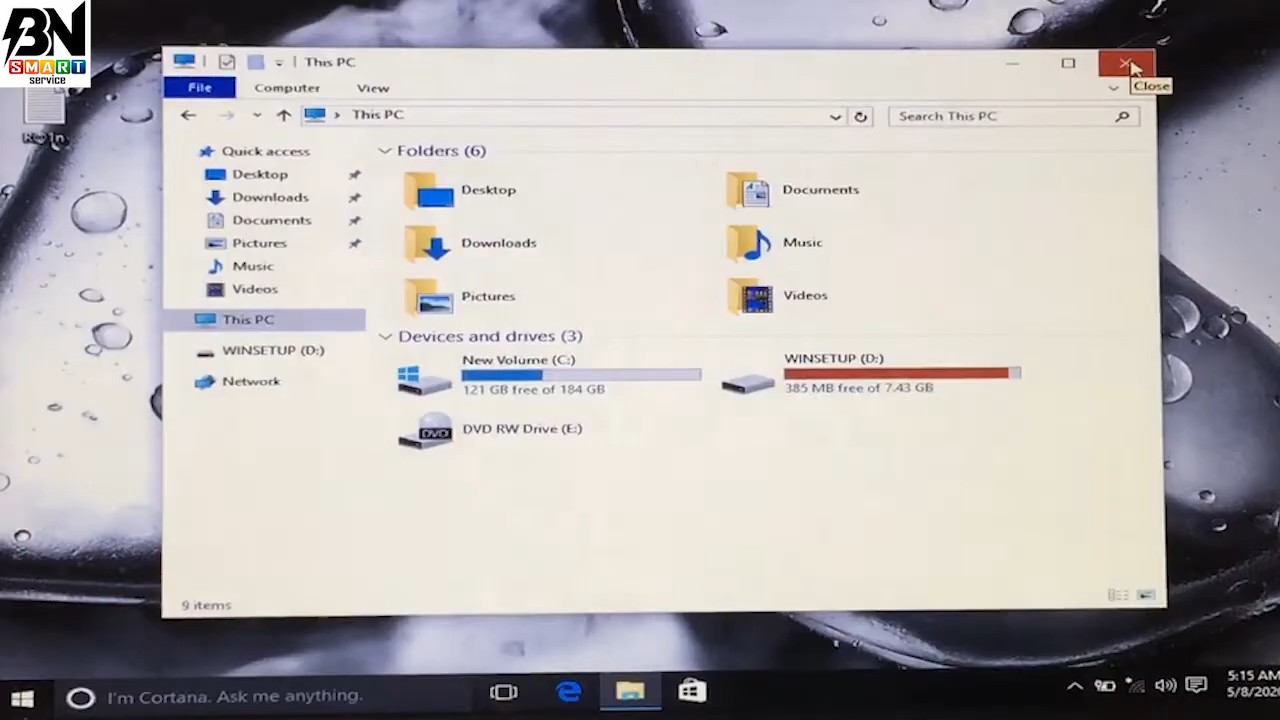 BN
SMART
service
This PC
Close
File
Computer
View
This PC
Search This PC
Quick access
Desktop
Downloads
Documents
Pictures
Music
Videos
This PC
WINSETUP (D:)
Network
Folders (6)
Desktop
Documents
Downloads
Music
Pictures
Videos
Devices and drives (3)
New Volume (C:)
121 GB free of 184 GB
WINSETUP (D:)
385 MB free of 7.43 GB
DVD
DVD RW Drive (E:)
9 items
I'm Cortana. Ask me anything.
5:15 AM